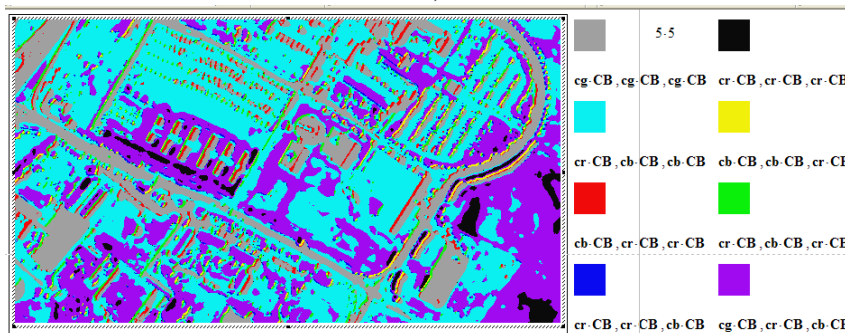 5-5
cg-CB,cg-CB,cg-CB cr-CB,cr-CB,cr-CB
cr-CB,cb-CB,cb-CB cb-CB,cb-CB,cr-CB
cb-CB,cr-CB,cr-CB cr-CB,cb-CB,cr-CB
cr-CB,cr-CB,cb-CB cg-CB,cr-CB,cb-CB